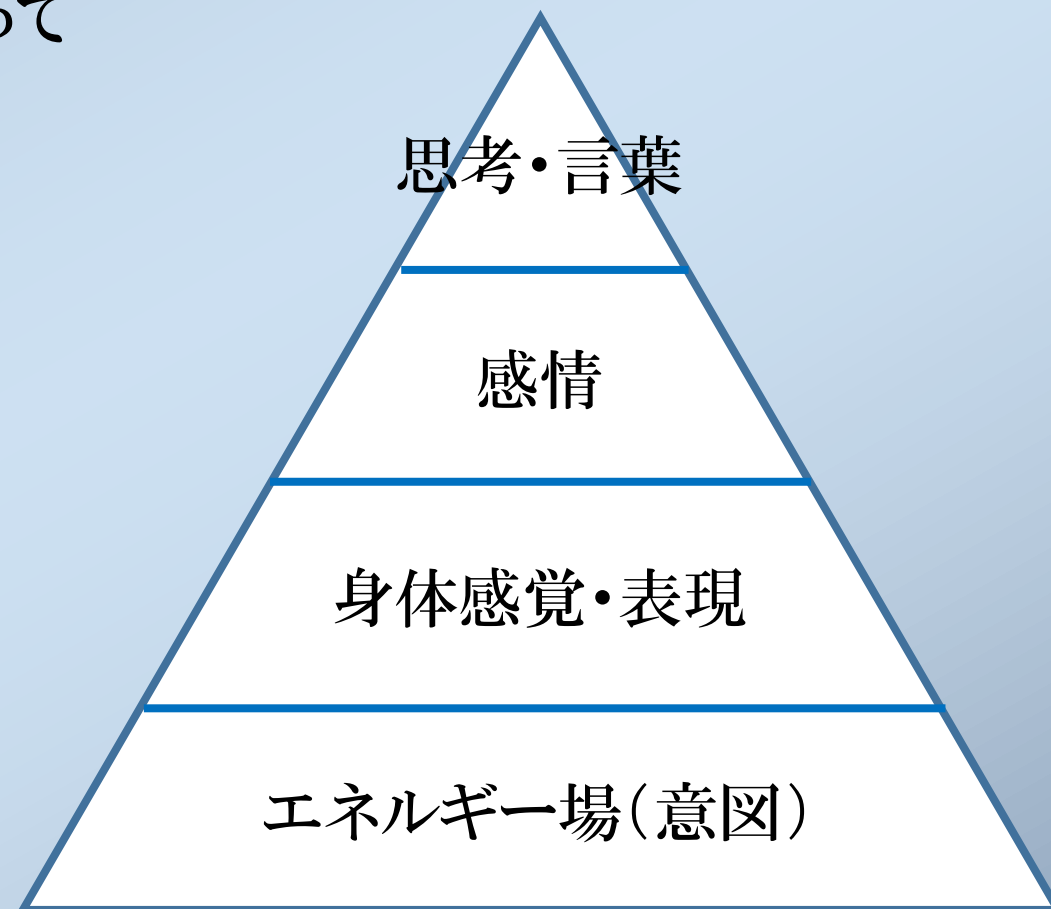 って
思考・言葉
感情
身体感覚・表現
エネルギー場(意図)